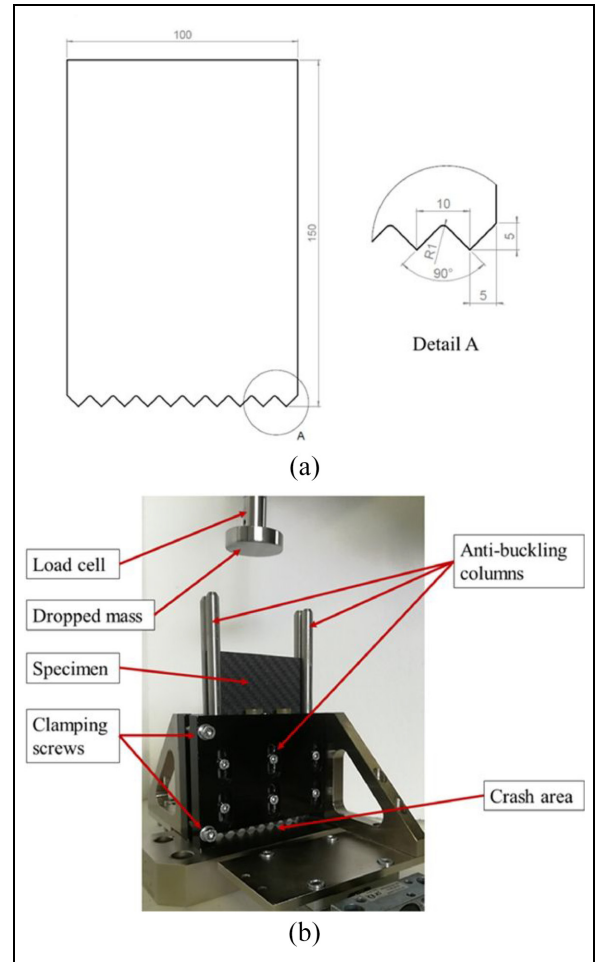 100
150
10
R1
90°
5
5
Detail A
A
(a)
Load cell
Dropped mass
Specimen
Clamping
screws
Anti-buckling
columns
Crash area
(b)